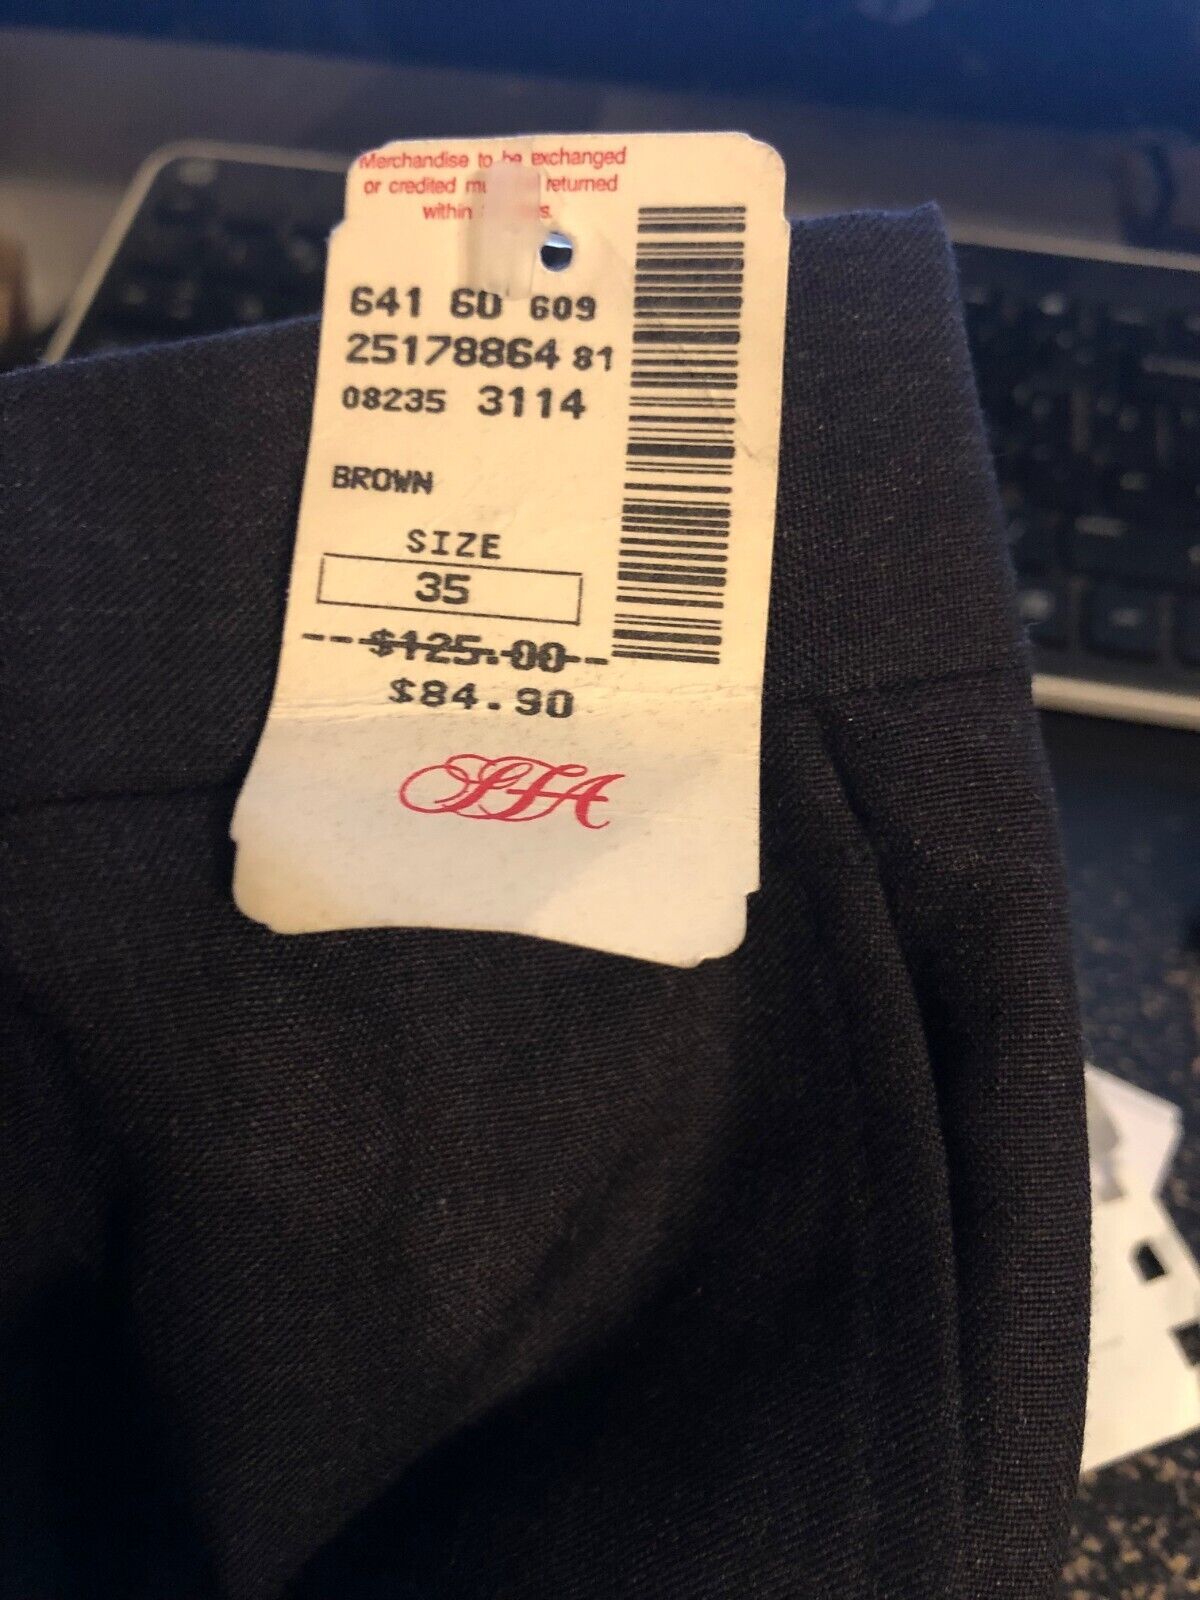 Merchandise to be exchanged
or credited returned
within
641 60 609
25178864 81
08235 3114
BROWN
SIZE
35
$125.00
$84.90
SFA